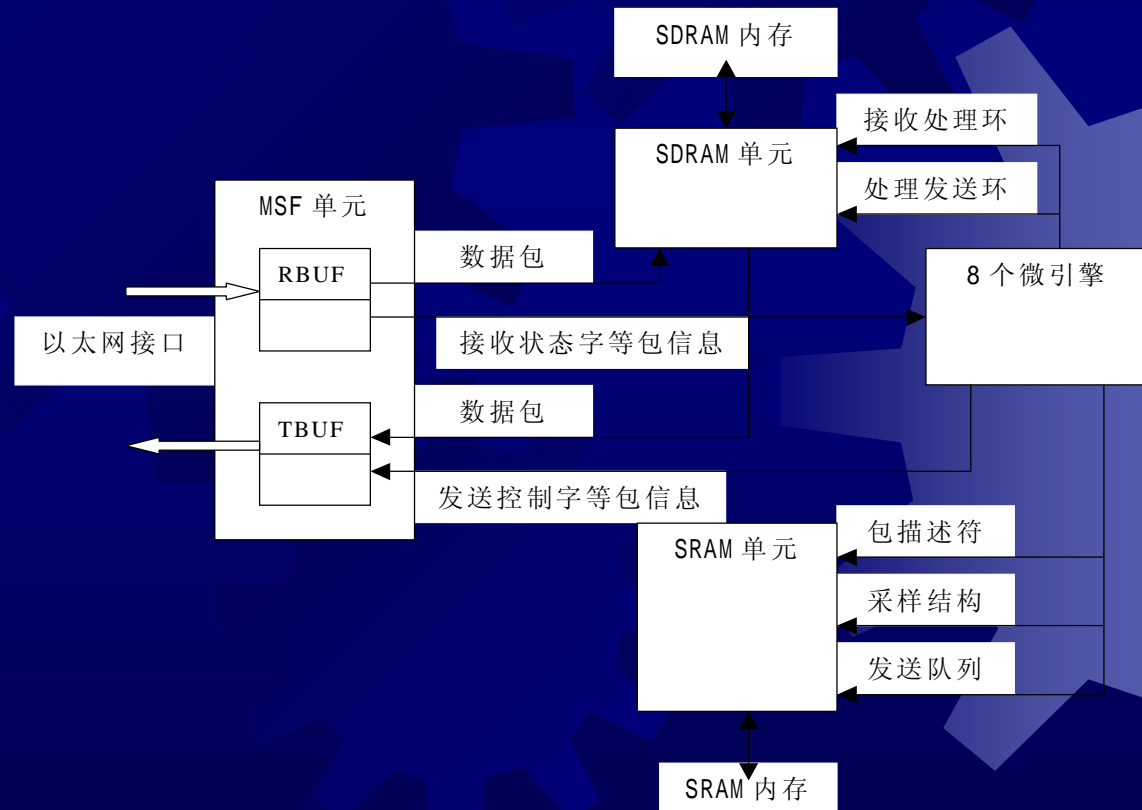 SDRAM 内存
接收处理环
SDRAM 单元
处理发送环
MSF 单元
数据包
RBUF
8 个微引擎
以太网接口
接收状态字等包信息
数据包
TBUF
发送控制字等包信息
包描述符
SRAM 单元
采样结构
发送队列
SRAM 内存